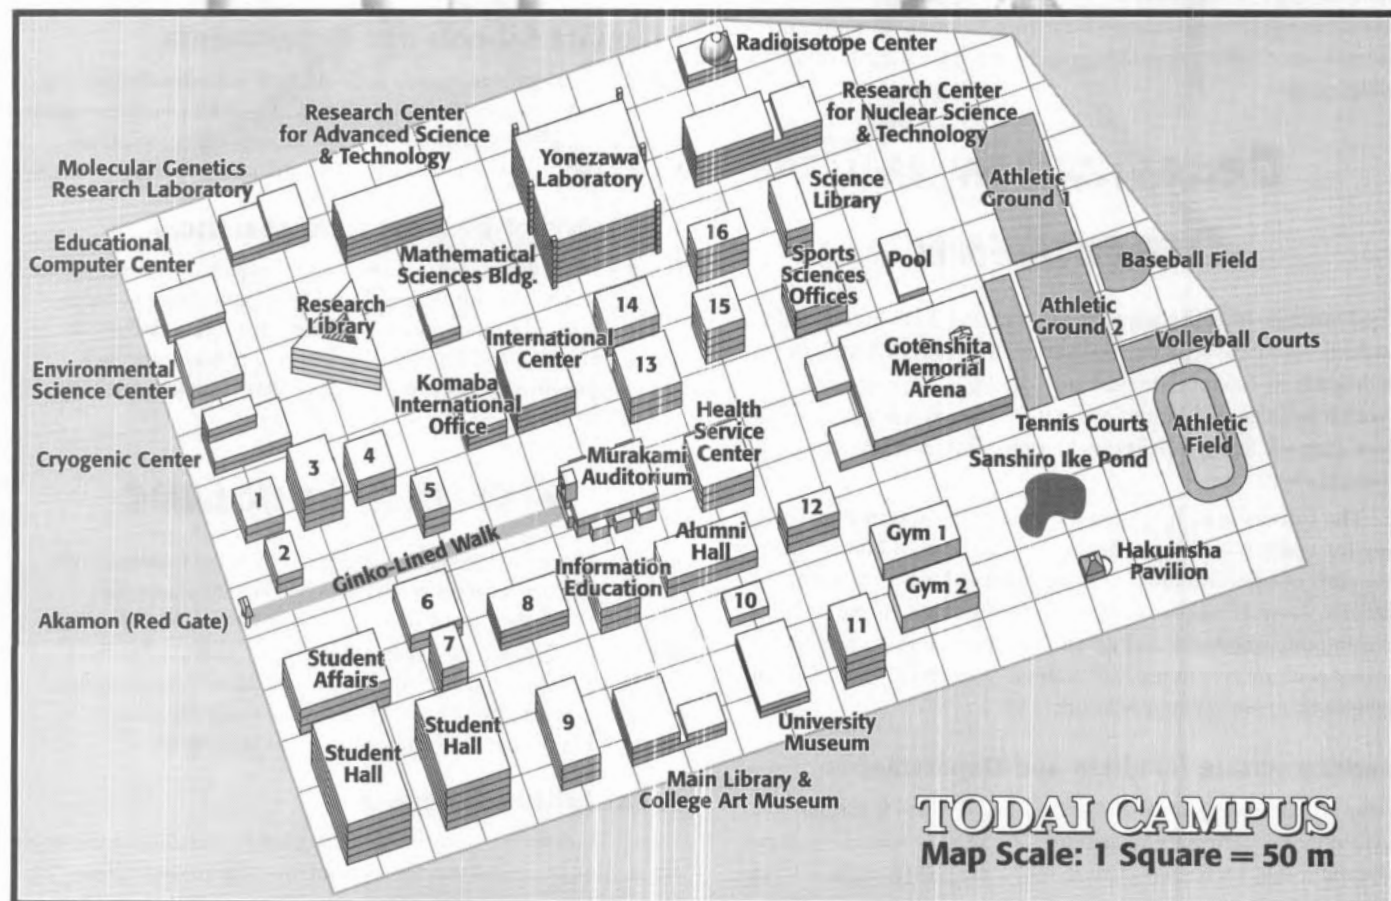 Radioisotope Center
Research Center
for Nuclear Science
& Technology
Research Center
for Advanced Science
& Technology
Molecular Genetics
Research Laboratory
Yonezawa
Laboratory
Science
Library
Athletic
Ground 1
Educational
Computer Center
Mathematical
Sciences Bldg.
16
Sports
Sciences
Offices
Pool
Baseball Field
Research
Library
14
15
Athletic
Ground 2
International
Center
Volleyball Courts
Gotenshita
Memorial
Arena
Environmental
Science Center
Komaba
International
Office
13
Health
Service
Center
Tennis Courts
Athletic
Field
Cryogenic Center
3
4
Murakami
Auditorium
Sanshiro Ike Pond
1
5
12
2
Ginko-Lined Walk
Alumni
Hall
Gym 1
Hakuinsha
Pavilion
Information
Education
Gym 2
Akamon (Red Gate)
6
8
10
7
11
Student
Affairs
Student
Hall
Student
Hall
9
University
Museum
Main Library &
College Art Museum
TODAI CAMPUS
Map Scale: 1 Square = 50 m